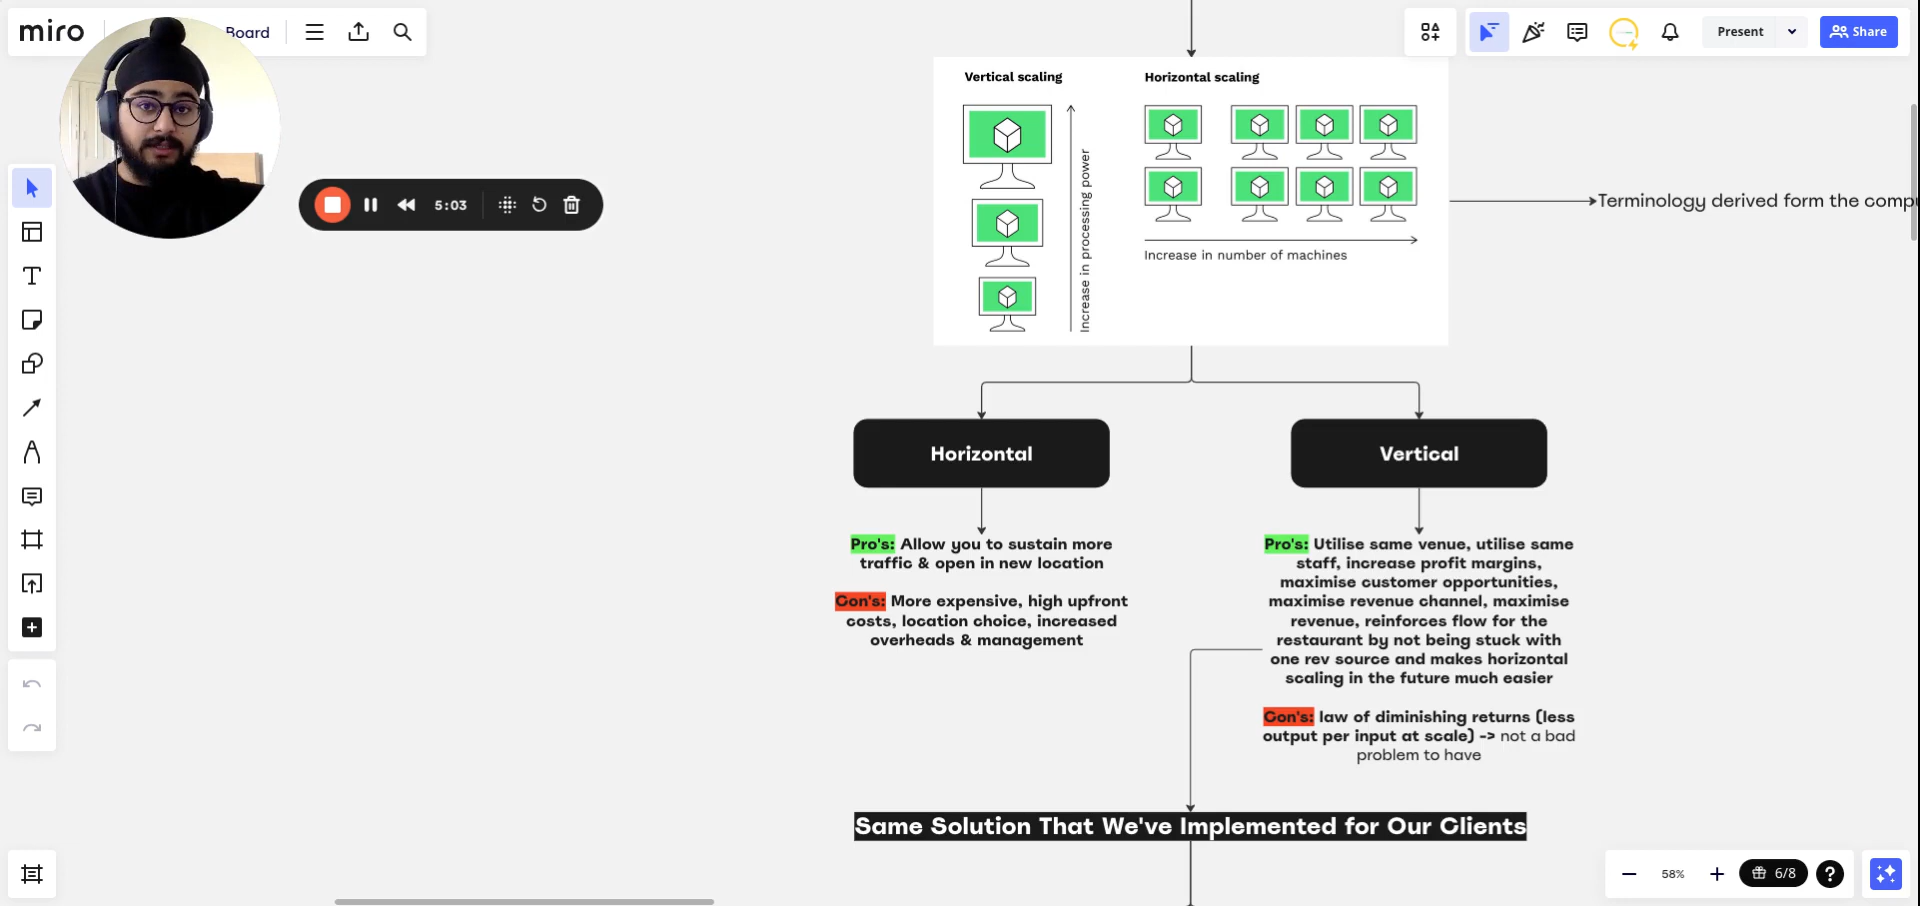 miro
Board
Present
Share
5:03
Vertical scaling
Horizontal scaling
Increase in processing power
Increase in number of machines
Terminology derived form the
Horizontal
Vertical
Pro's: Allow you to sustain more
traffic & open in new location
Con's: More expensive, high upfront
costs, location choice, increased
overheads & management
Pro's: Utilise same venue, utilise same
staff, increase profit margins,
maximise customer opportunities,
maximise revenue channel, maximise
revenue, reinforces flow for the
restaurant by not being stuck with
one rev source and makes horizontal
scaling in the future much easier
Con's: law of diminishing returns (less
output per input at scale) -> not a bad
problem to have
Same Solution That We've Implemented for Our Clients
58%
6/8
?